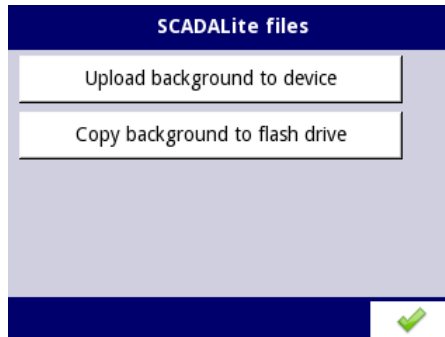 SCADALite files
Upload background to device
Copy background to flash drive